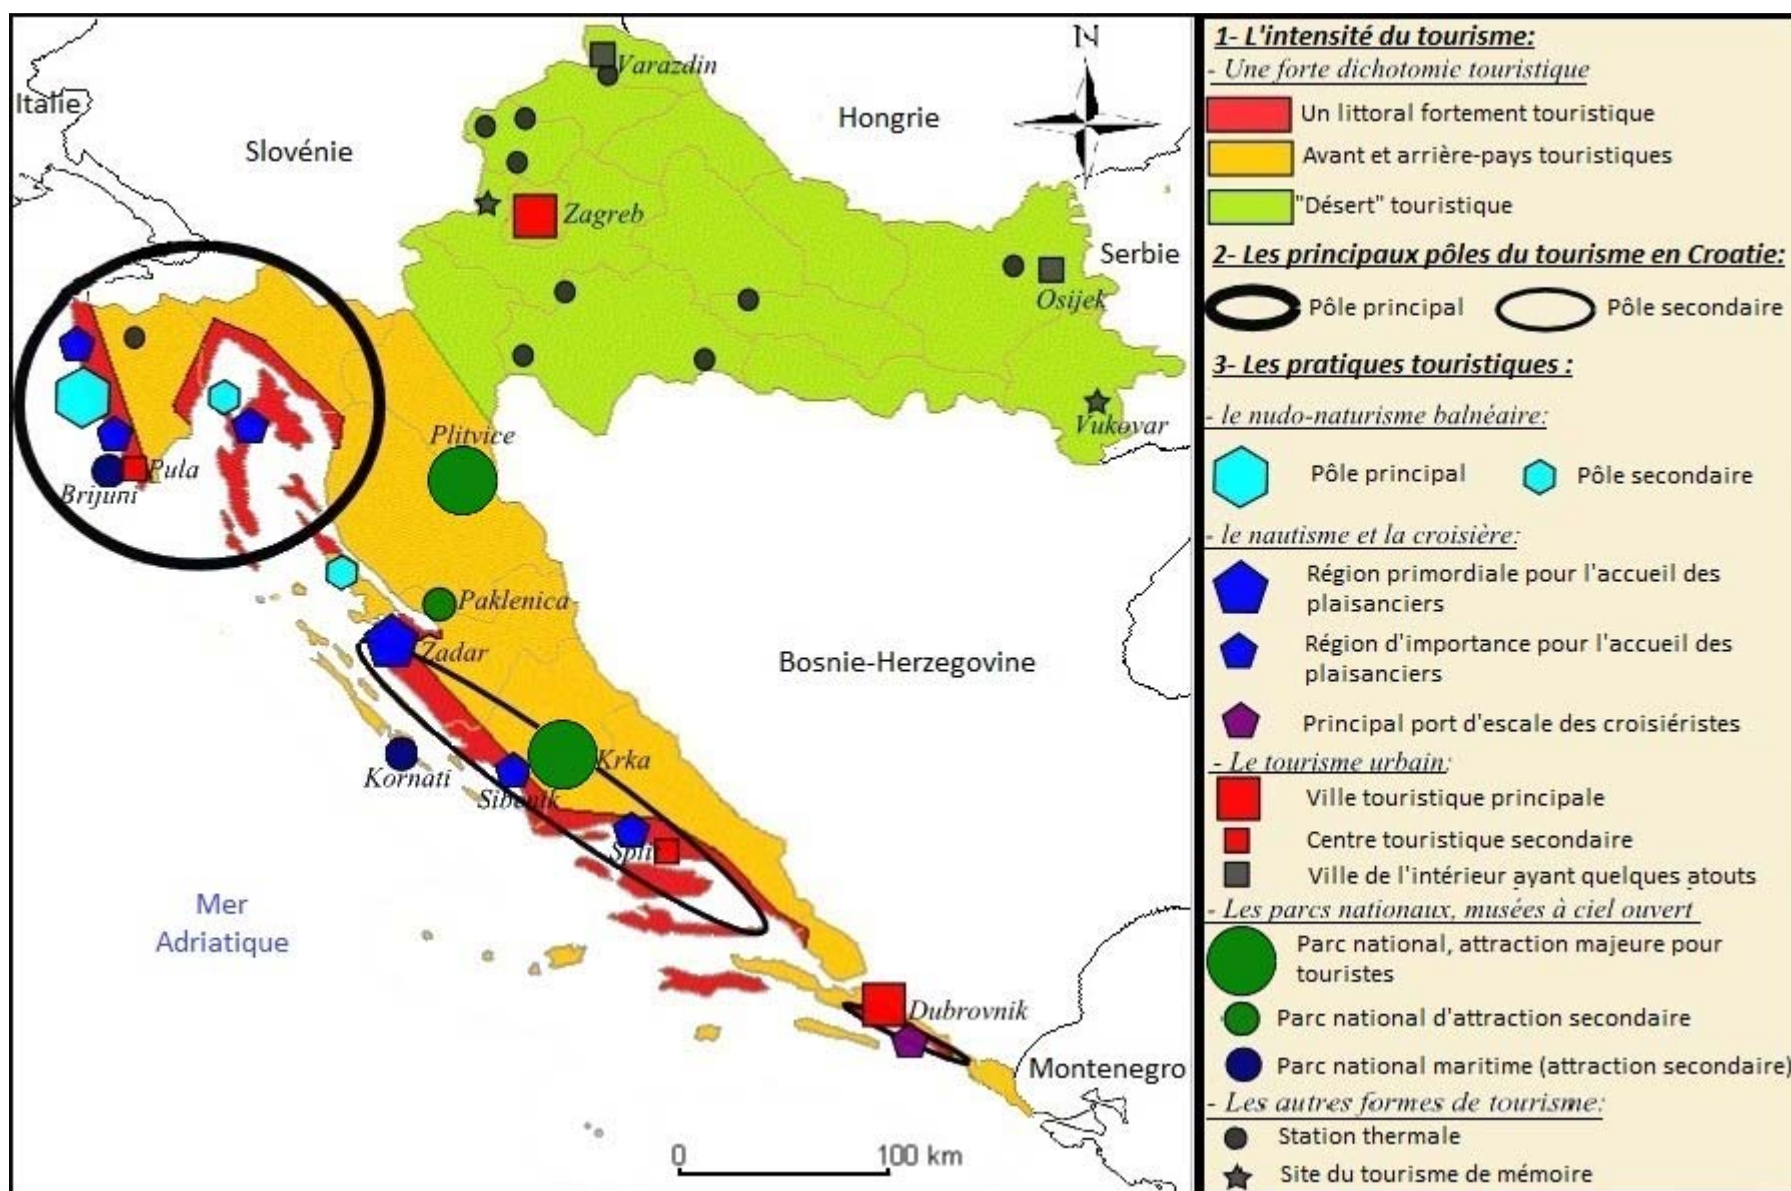 Italie
Slovénie
Hongrie
Serbie
Bosnie-Herzegovine
Montenegro
Mer
Adriatique
N
Varazdin
Zagreb
Osijek
Vukovar
Plitvice
Pula
Brijuni
Paklenica
Zadar
Kornati
Krka
Sibenik
Split
Dubrovnik
0 100 km
1- L'intensité du tourisme:
- Une forte dichotomic touristique
Un littoral fortement touristique
Avant et arrière-pays touristiques
"Désert" touristique
2- Les principaux pôles du tourisme en Croatie:
Pôle principal Pôle secondaire
3- Les pratiques touristiques :
- le nudo-naturisme balnéaire:
Pôle principal Pôle secondaire
- le nautisme et la croisière:
Région primordiale pour l'accueil des
plaisanciers
Région d'importance pour l'accueil des
plaisanciers
Principal port d'escale des croisiéristes
- Le tourisme urbain:
Ville touristique principale
Centre touristique secondaire
Ville de l'intérieur ayant quelques atouts
- Les parcs nationaux, musées à ciel ouvert
Parc national, attraction majeure pour
touristes
Parc national d'attraction secondaire
Parc national maritime (attraction secondaire)
- Les autres formes de tourisme:
Station thermale
Site du tourisme de mémoire